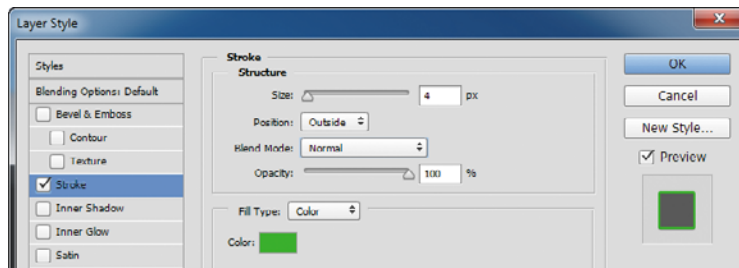 Layer Style
Styles
Blending Options: Default
Bevel & Emboss
Contour
Texture
Stroke
Inner Shadow
Inner Glow
Satin
Stroke
Structure
Size: 4 px
Position: Outside
Blend Mode: Normal
Opacity: 100 %
Fill Type: Color
Color:
OK
Cancel
New Style...
Preview